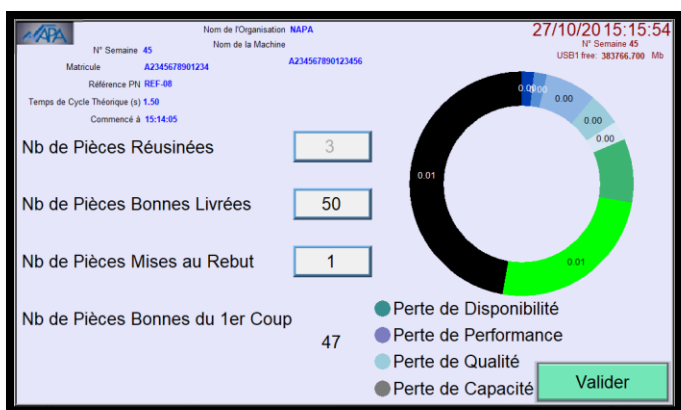 NAPA
Nom de l'Organisation NAPA
27/10/20 15:15:54
N° Semaine 45
Nom de la Machine
N° Semaine 45
A234567890123456
USB1 free: 383766.700 Mb
Matricule A2345678901234
Référence PN REF-08
Temps de Cycle Théorique (s) 1.50
Commencé à 15:14:05
0.00
0.00
0.00
0.00
0.01
0.01
Nb de Pièces Réusinées 3
Nb de Pièces Bonnes Livrées 50
Nb de Pièces Mises au Rebut 1
Nb de Pièces Bonnes du 1er Coup 47
Perte de Disponibilité
Perte de Performance
Perte de Qualité
Perte de Capacité
Valider